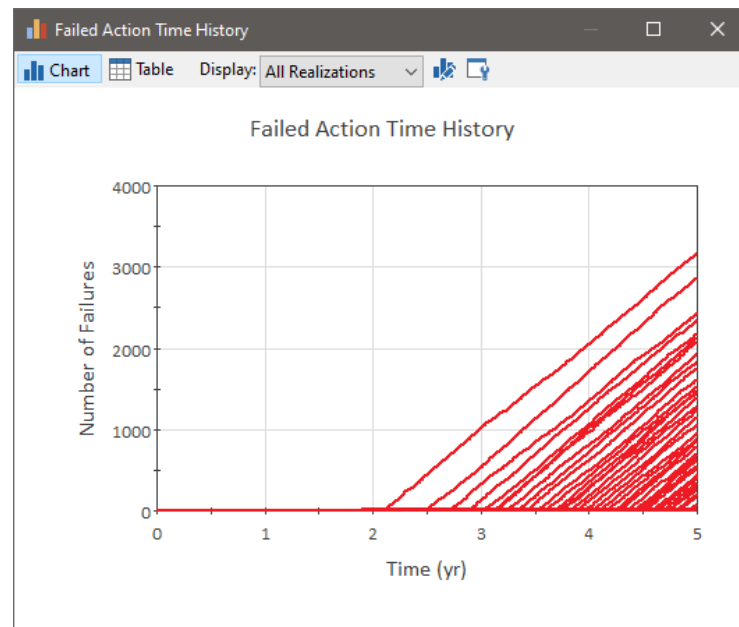 Failed Action Time History
Chart Table Display: All Realizations
Failed Action Time History
4000
3000
2000
1000
0
Number of Failures
0 1 2 3 4 5
Time (yr)